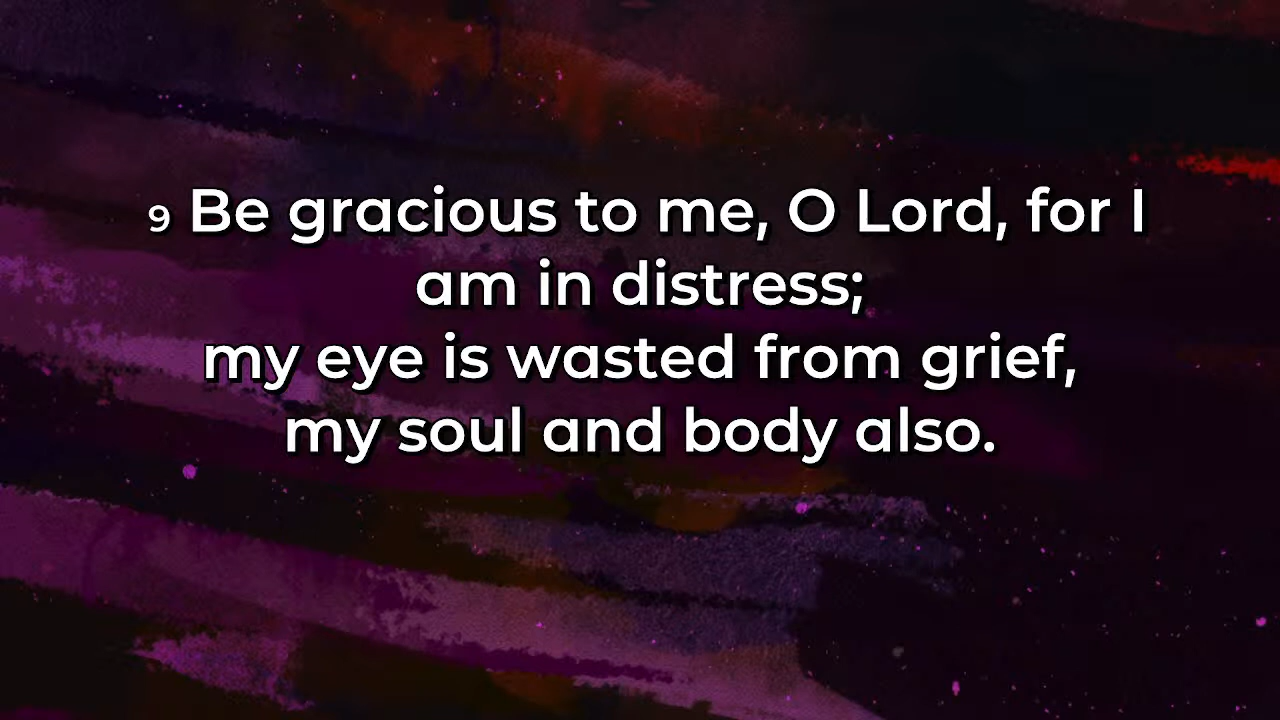 9 Be gracious to me, O Lord, for I
am in distress;
my eye is wasted from grief,
my soul and body also.